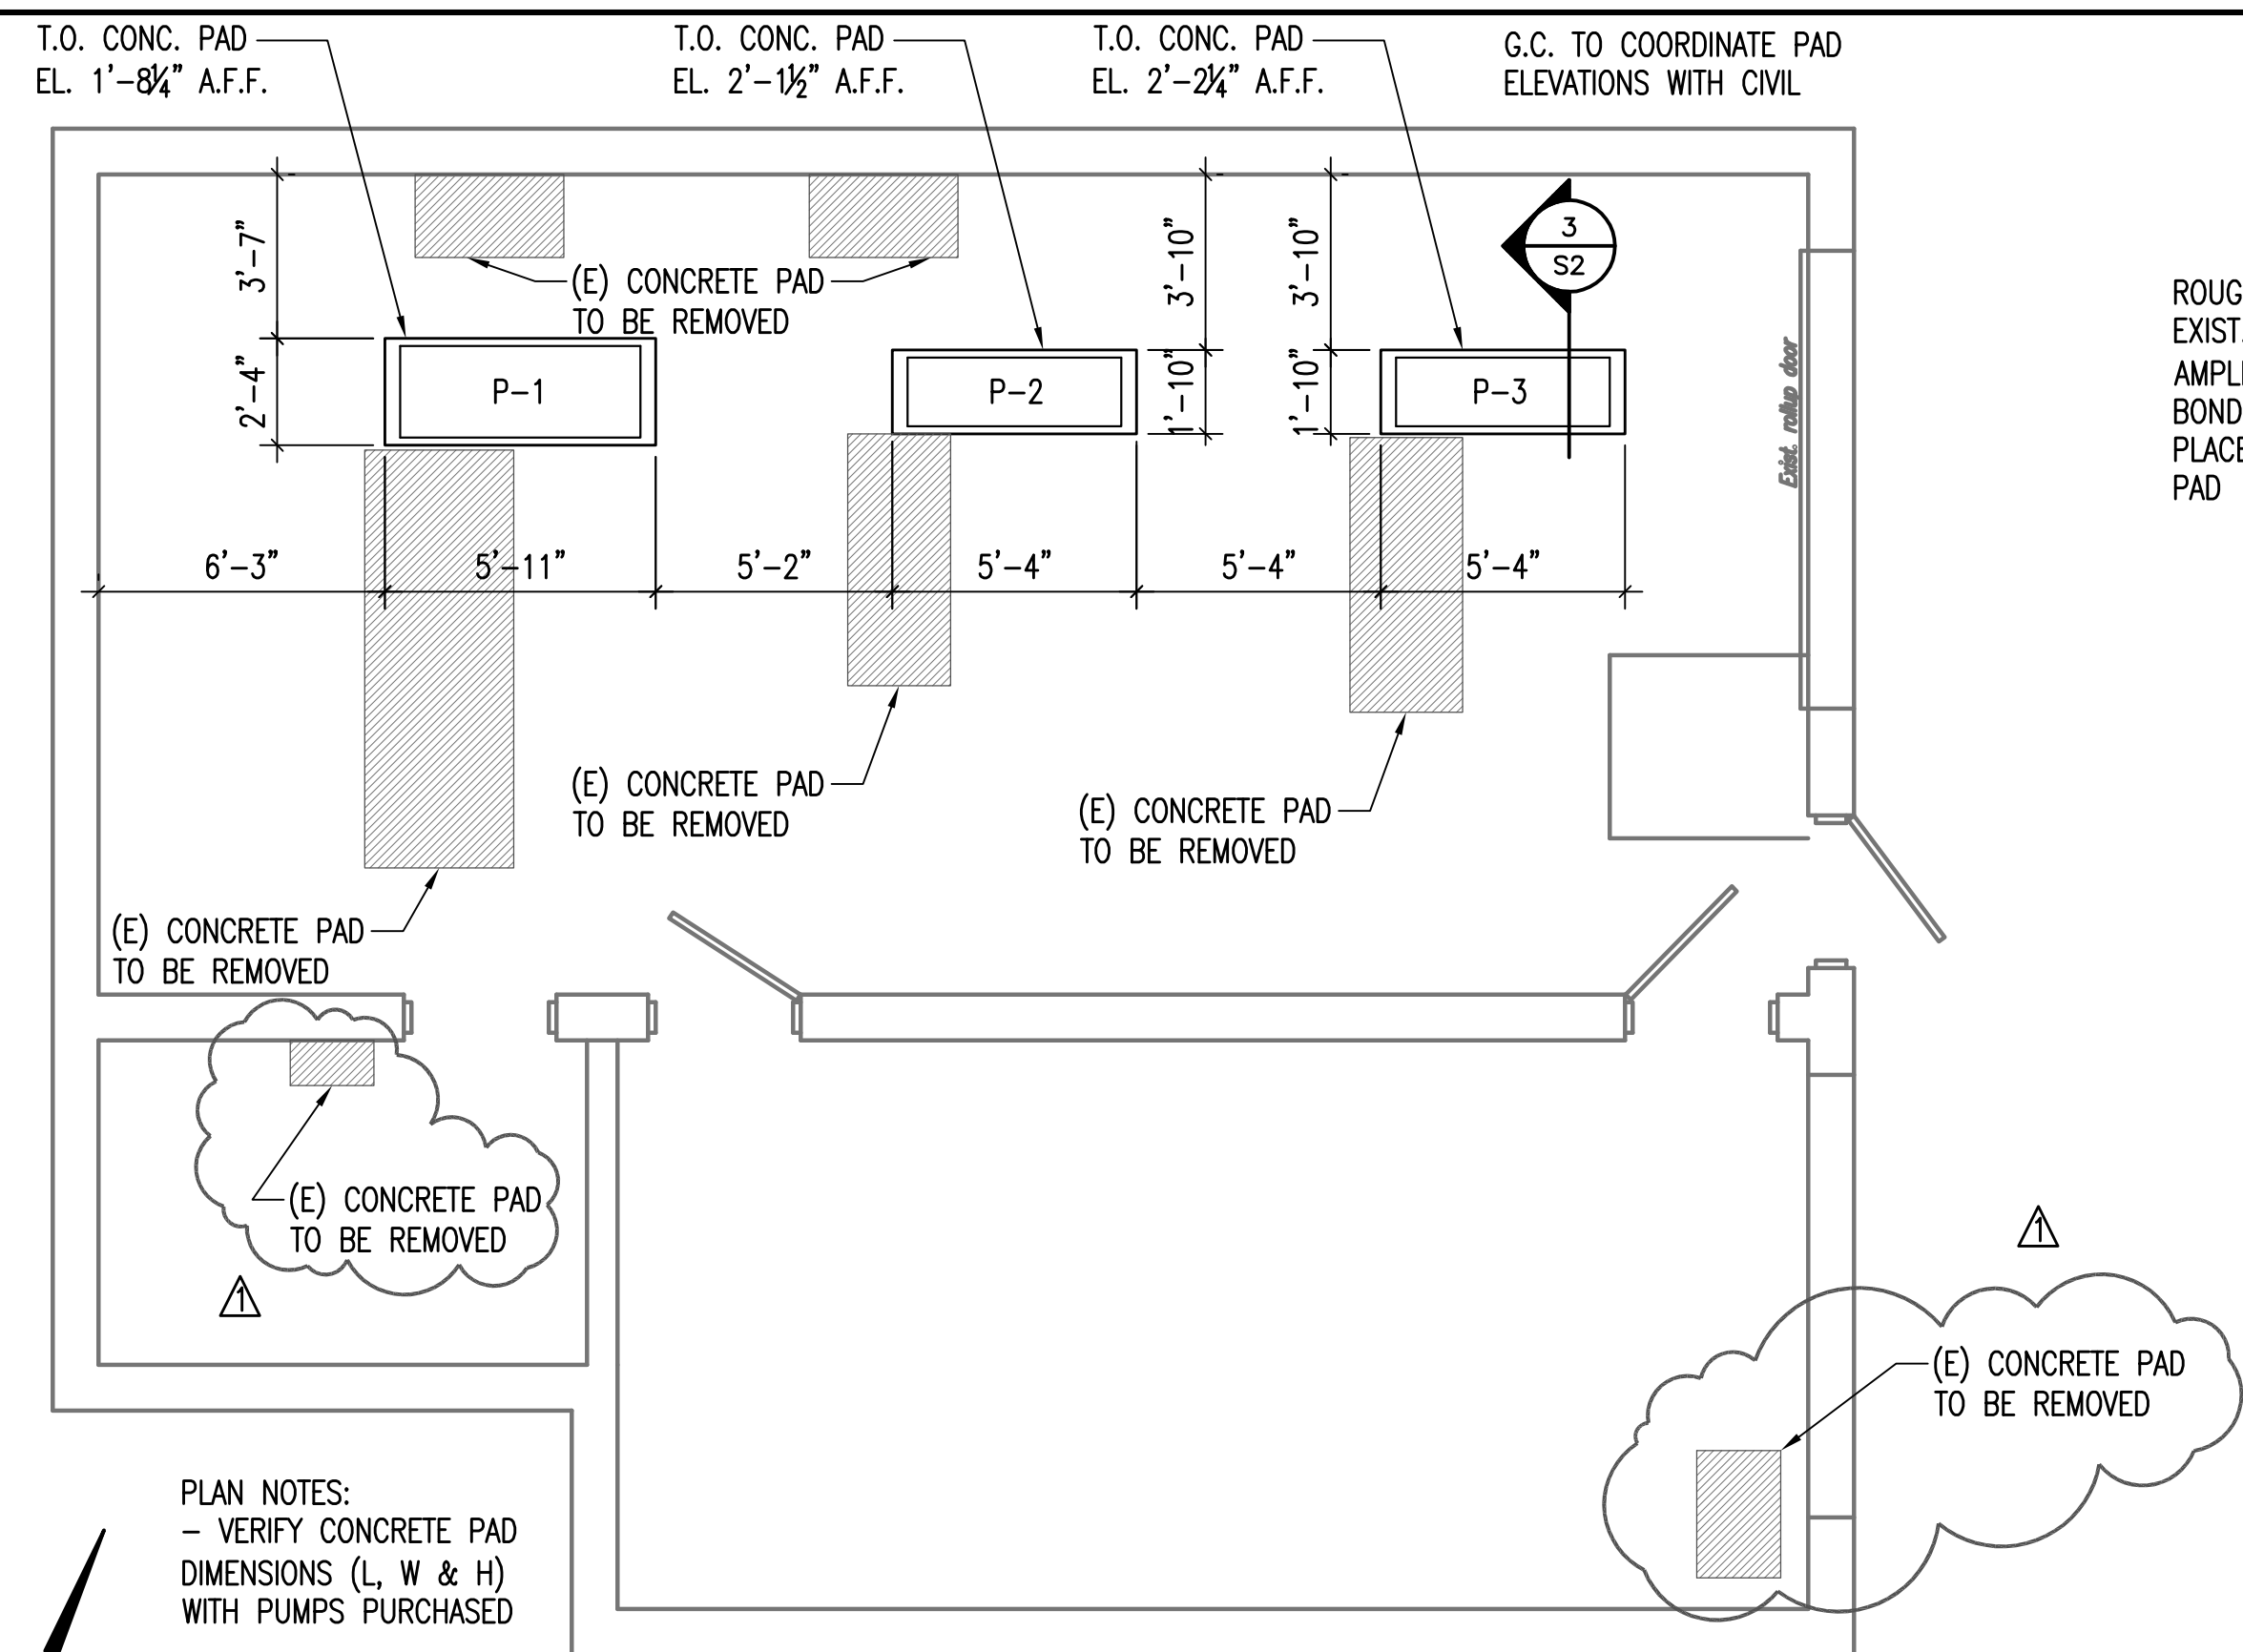 T.O. CONC. PAD
EL. 1'-8¼" A.F.F.
T.O. CONC. PAD
EL. 2'-1½" A.F.F.
T.O. CONC. PAD
EL. 2'-2¼" A.F.F.
G.C. TO COORDINATE PAD
ELEVATIONS WITH CIVIL
3'-7"
2'-4"
(E) CONCRETE PAD
TO BE REMOVED
3'-10"
1'-10"
3'-10"
1'-10"
3
S2
P-1
P-2
P-3
Exist. rollup door
EXIST.
BOND
PAD
6'-3"
5'-11"
5'-2"
5'-4"
5'-4"
5'-4"
(E) CONCRETE PAD
TO BE REMOVED
(E) CONCRETE PAD
TO BE REMOVED
(E) CONCRETE PAD
TO BE REMOVED
(E) CONCRETE PAD
TO BE REMOVED
1
1
(E) CONCRETE PAD
TO BE REMOVED
PLAN NOTES:
- VERIFY CONCRETE PAD
DIMENSIONS (L, W & H)
WITH PUMPS PURCHASED